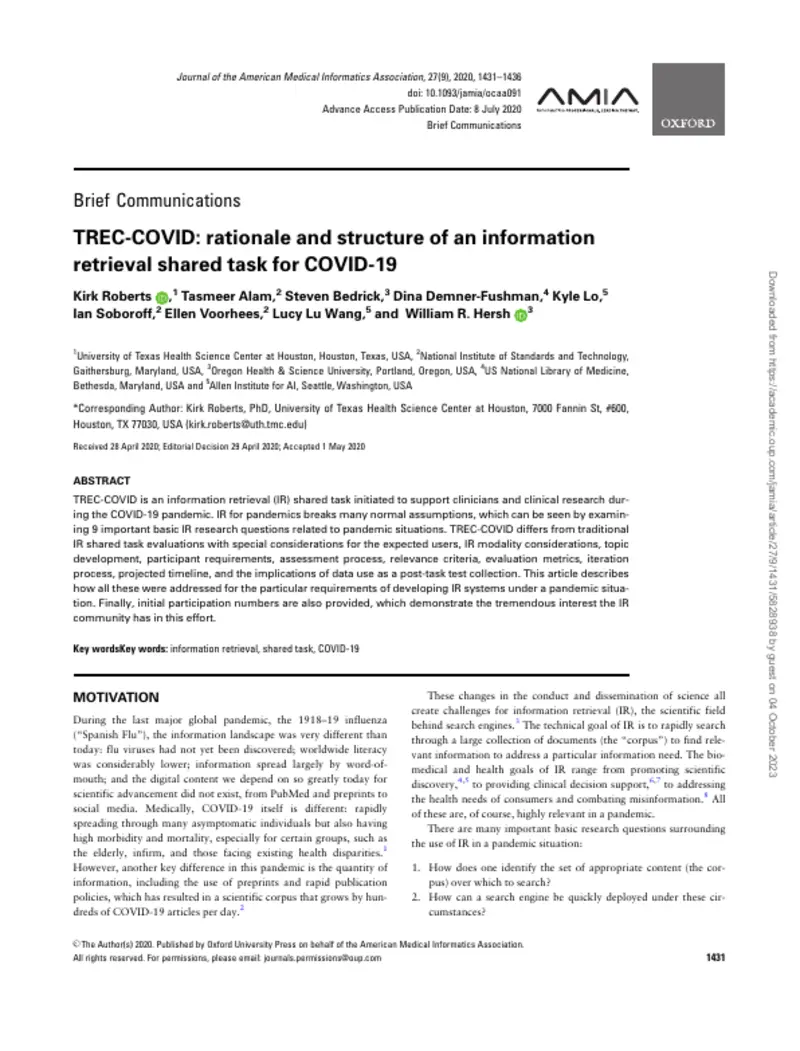 Journal of the American Medical Informatics Association, 27(9), 2020, 1431–1436
doi: 10.1093/jamia/ocaa091
Advance Access Publication Date: 8 July 2020
Brief Communications
AMIA
OXFORD
Brief Communications
TREC-COVID: rationale and structure of an information
retrieval shared task for COVID-19
Kirk Roberts,1 Tasmeer Alam,2 Steven Bedrick,3 Dina Demner-Fushman,4 Kyle Lo,5
Ian Soboroff,2 Ellen Voorhees,2 Lucy Lu Wang,5 and William R. Hersh 3
1University of Texas Health Science Center at Houston, Houston, Texas, USA, 2National Institute of Standards and Technology,
Gaithersburg, Maryland, USA, 3Oregon Health & Science University, Portland, Oregon, USA, 4US National Library of Medicine,
Bethesda, Maryland, USA and 5Allen Institute for AI, Seattle, Washington, USA
*Corresponding Author: Kirk Roberts, PhD, University of Texas Health Science Center at Houston, 7000 Fannin St, #600,
Houston, TX 77030, USA (kirk.roberts@uth.tmc.edu)
Received 28 April 2020; Editorial Decision 29 April 2020; Accepted 1 May 2020
ABSTRACT
TREC-COVID is an information retrieval (IR) shared task initiated to support clinicians and clinical research dur-
ing the COVID-19 pandemic. IR for pandemics breaks many normal assumptions, which can be seen by examin-
ing 9 important basic IR research questions related to pandemic situations. TREC-COVID differs from traditional
IR shared task evaluations with special considerations for the expected users, IR modality considerations, topic
development, participant requirements, assessment process, relevance criteria, evaluation metrics, iteration
process, projected timeline, and the implications of data use as a post-task test collection. This article describes
how all these were addressed for the particular requirements of developing IR systems under a pandemic situa-
tion. Finally, initial participation numbers are also provided, which demonstrate the tremendous interest the IR
community has in this effort.
Key wordsKey words: information retrieval, shared task, COVID-19
MOTIVATION
During the last major global pandemic, the 1918–19 influenza
(“Spanish Flu”), the information landscape was very different than
today: flu viruses had not yet been discovered; worldwide literacy
was considerably lower; information spread largely by word-of-
mouth; and the digital content we depend on so greatly today for
scientific advancement did not exist, from PubMed and preprints to
social media. Medically, COVID-19 itself is different: rapidly
spreading through many asymptomatic individuals but also having
high morbidity and mortality, especially for certain groups, such as
the elderly, infirm, and those facing existing health disparities.1
However, another key difference in this pandemic is the quantity of
information, including the use of preprints and rapid publication
policies, which has resulted in a scientific corpus that grows by hun-
dreds of COVID-19 articles per day.2
These changes in the conduct and dissemination of science all
create challenges for information retrieval (IR), the scientific field
behind search engines.3 The technical goal of IR is to rapidly search
through a large collection of documents (the “corpus”) to find rele-
vant information to address a particular information need. The bio-
medical and health goals of IR range from promoting scientific
discovery,4,5 to providing clinical decision support,6,7 to addressing
the health needs of consumers and combating misinformation.8 All
of these are, of course, highly relevant in a pandemic.
There are many important basic research questions surrounding
the use of IR in a pandemic situation:
1. How does one identify the set of appropriate content (the cor-
pus) over which to search?
2. How can a search engine be quickly deployed under these cir-
cumstances?
© The Author(s) 2020. Published by Oxford University Press on behalf of the American Medical Informatics Association.
All rights reserved. For permissions, please email: journals.permissions@oup.com
1431
Downloaded from https://academic.oup.com/jamia/article/27/9/1431/5828938 by guest on 04 October 2023